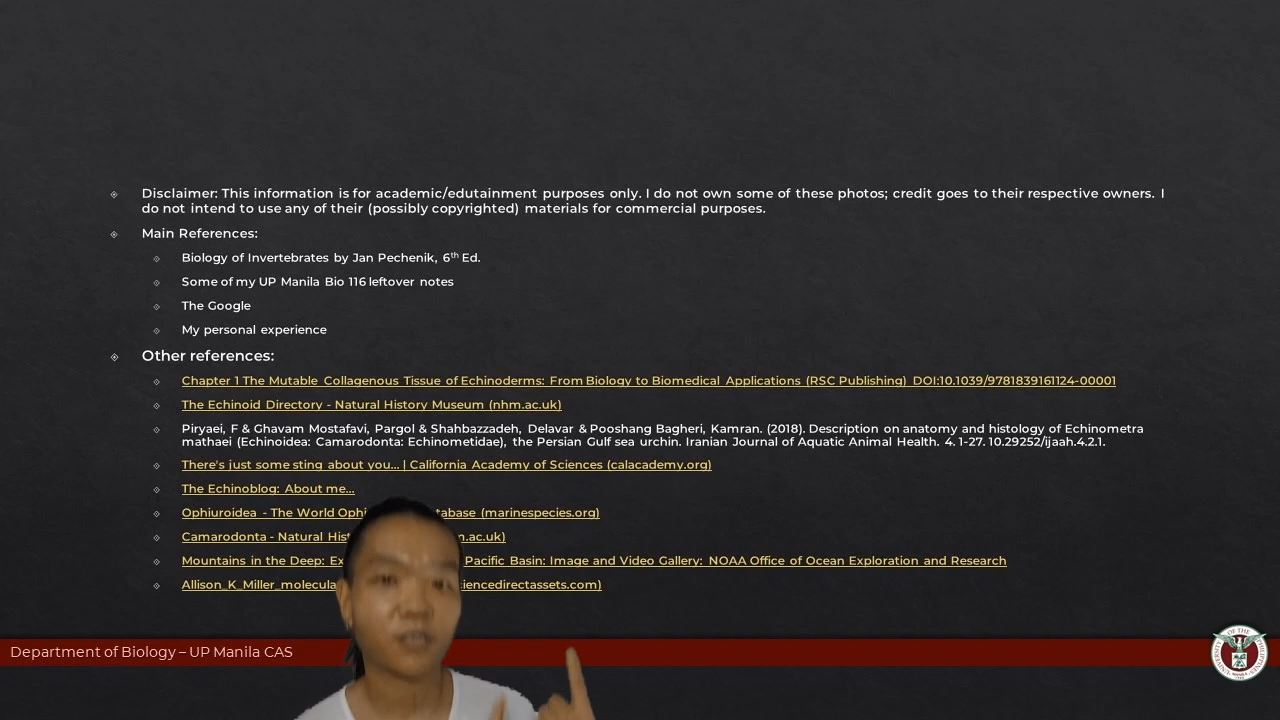 Disclaimer: This information is for academic/edutainment purposes only. I do not own some of these photos; credit goes to their respective owners. I
do not intend to use any of their (possibly copyrighted) materials for commercial purposes.
Main References:
Biology of Invertebrates by Jan Pechenik, 6th Ed.
Some of my UP Manila Bio 116 leftover notes
The Google
My personal experience
Other references:
Chapter 1 The Mutable Collagenous Tissue of Echinoderms: From Biology to Biomedical Applications (RSC Publishing) DOI:10.1039/9781839161124-00001
The Echinoid Directory - Natural History Museum (nhm.ac.uk)
Piryaei, F & Ghavam Mostafavi, Pargol & Shahbazzadeh, Delavar & Pooshang Bagheri, Kamran. (2018). Description on anatomy and histology of Echinometra
mathaei (Echinoidea: Camarodonta: Echinometidae), the Persian Gulf sea urchin. Iranian Journal of Aquatic Animal Health. 4. 1-27. 10.29252/ijaah.4.2.1.
There's just some sting about you... | California Academy of Sciences (calacademy.org)
The Echinoblog: About me...
Ophiuroidea - The World (marinespecies.org)
Camarodonta - Natural
Mountains in the Deep: Pacific Basin: Image and Video Gallery: NOAA Office of Ocean Exploration and Research
Department of Biology – UP Manila CAS